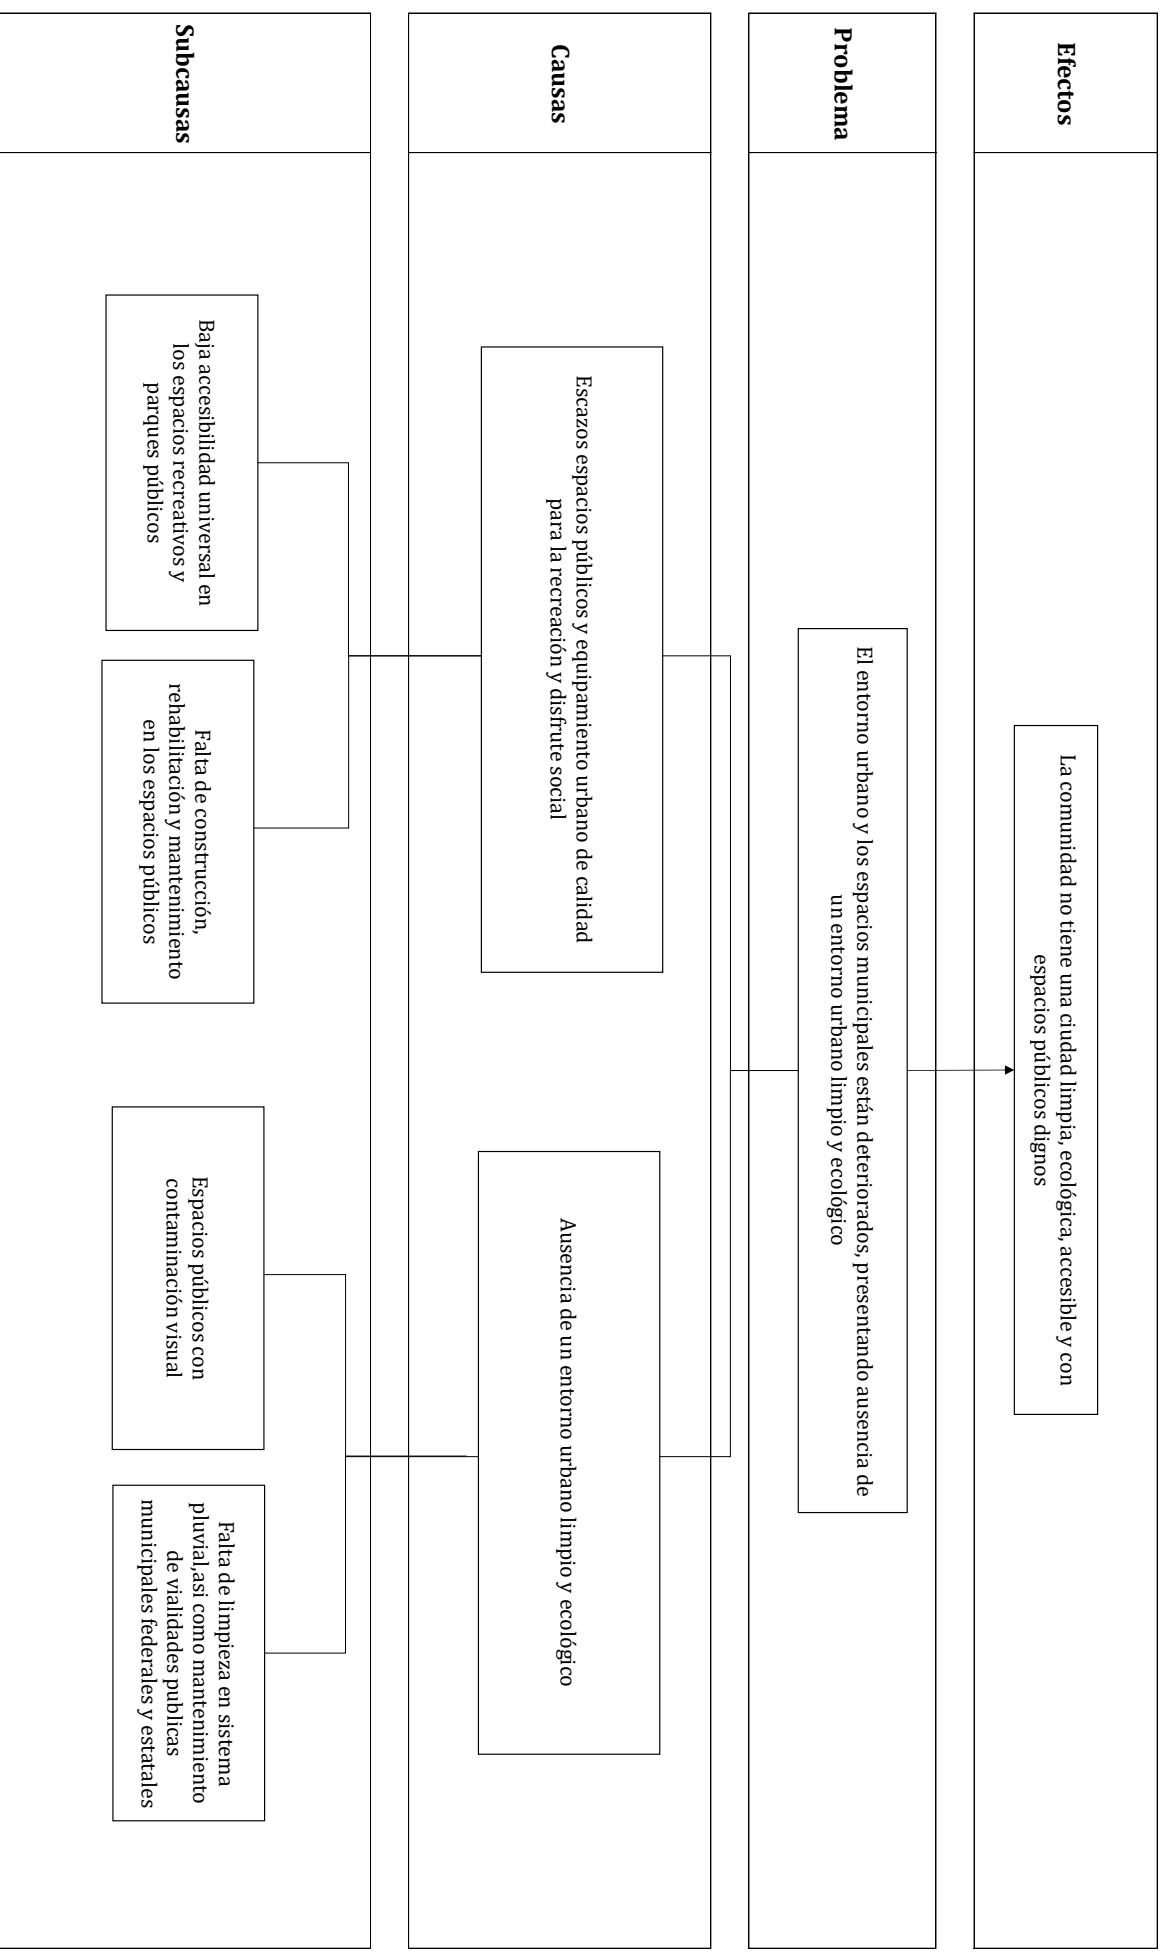 Efectos
La comunidad no tiene una ciudad limpia, ecológica, accesible y con
espacios públicos dignos
Problema
El entorno urbano y los espacios municipales están deteriorados, presentando ausencia de
un entorno urbano limpio y ecológico
Causas
Escazos espacios públicos y equipamiento urbano de calidad
para la recreación y disfrute social
Ausencia de un entorno urbano limpio y ecológico
Subcausas
Baja accesibilidad universal en
los espacios recreativos y
parques públicos
Falta de construcción,
rehabilitación y mantenimiento
en los espacios públicos
Espacios públicos con
contaminación visual
Falta de limpieza en sistema
pluvial,asi como mantenimiento
de vialidades publicas
municipales federales y estatales